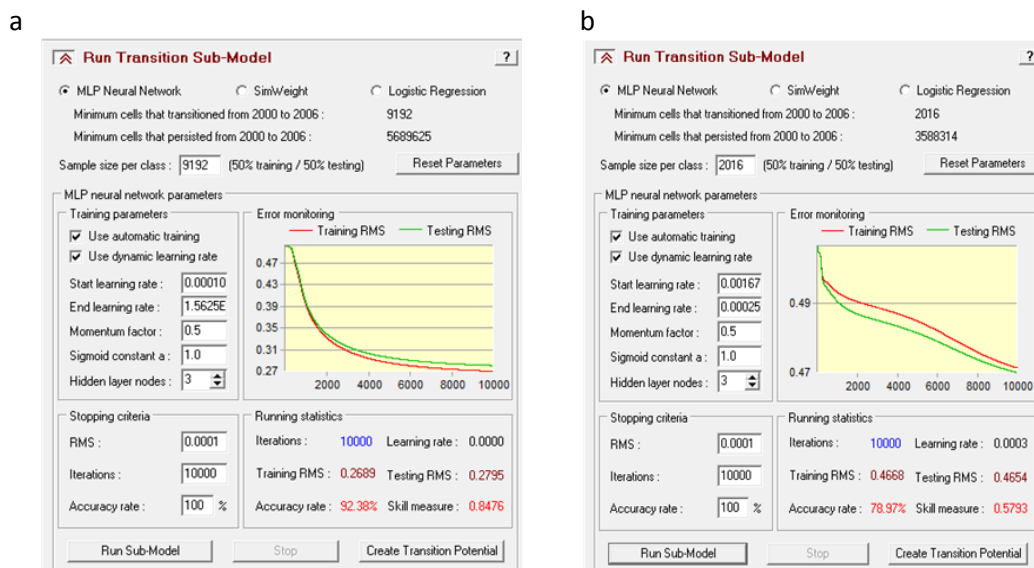 a
Run Transition Sub-Model ?
MLP Neural Network SimWeight Logistic Regression
Minimum cells that transitioned from 2000 to 2006 : 9192
Minimum cells that persisted from 2000 to 2006 : 5689625
Sample size per class : 9192 (50% training / 50% testing) Reset Parameters
MLP neural network parameters
Training parameters
Use automatic training
Use dynamic learning rate
Start learning rate : 0.00010
End learning rate : 1.5625E
Momentum factor : 0.5
Sigmoid constant a : 1.0
Hidden layer nodes : 3
Error monitoring
Training RMS Testing RMS
0.47
0.43
0.39
0.35
0.31
0.27
2000 4000 6000 8000 10000
Stopping criteria
RMS : 0.0001
Iterations : 10000
Accuracy rate : 100 %
Running statistics
Iterations : 10000 Learning rate : 0.0000
Training RMS : 0.2689 Testing RMS : 0.2795
Accuracy rate : 92.38% Skill measure : 0.8476
Run Sub-Model Stop Create Transition Potential
b
Run Transition Sub-Model ?
MLP Neural Network SimWeight Logistic Regression
Minimum cells that transitioned from 2000 to 2006 : 2016
Minimum cells that persisted from 2000 to 2006 : 3588314
Sample size per class : 2016 (50% training / 50% testing) Reset Parameters
MLP neural network parameters
Training parameters
Use automatic training
Use dynamic learning rate
Start learning rate : 0.00167
End learning rate : 0.00025
Momentum factor : 0.5
Sigmoid constant a : 1.0
Hidden layer nodes : 3
Error monitoring
Training RMS Testing RMS
0.49
0.47
2000 4000 6000 8000 10000
Stopping criteria
RMS : 0.0001
Iterations : 10000
Accuracy rate : 100 %
Running statistics
Iterations : 10000 Learning rate : 0.0003
Training RMS : 0.4668 Testing RMS : 0.4654
Accuracy rate : 78.97% Skill measure : 0.5793
Run Sub-Model Stop Create Transition Potential